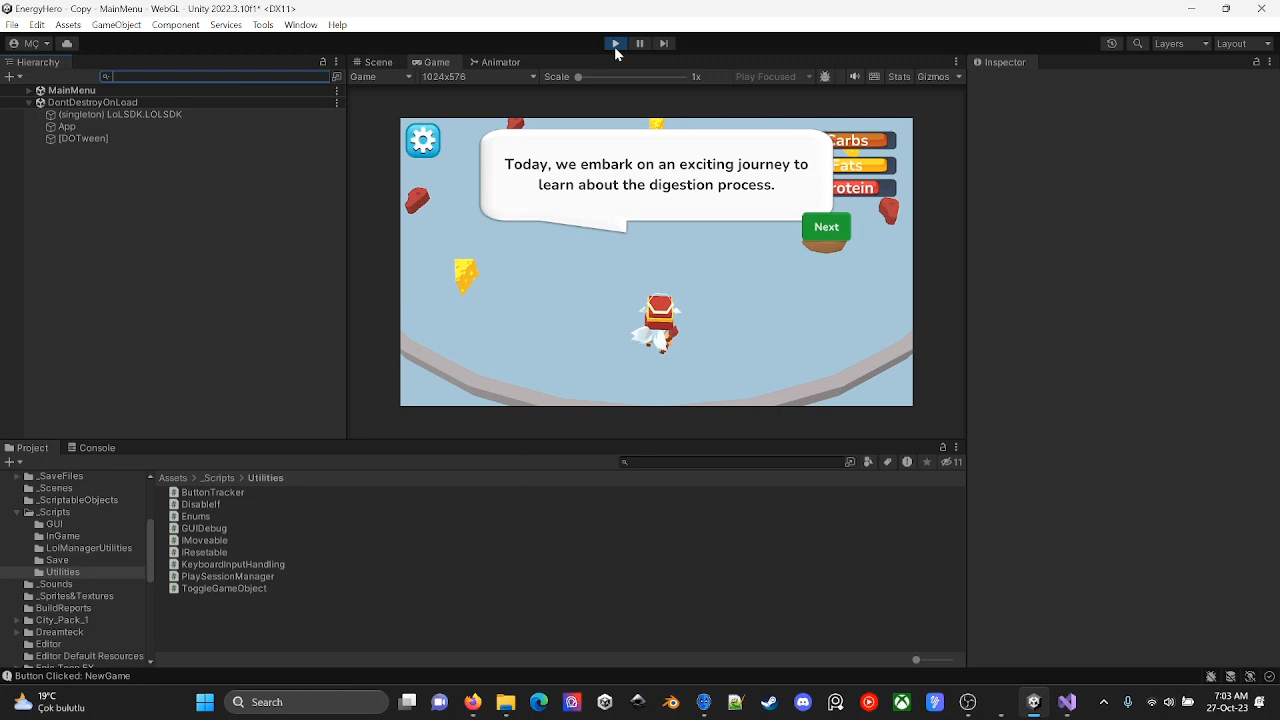 EnergyHero - Copy - MainMenu - WebGL - Unity 2022.3.10f1* <DX11>
File Edit Assets GameObject Component Services Tools Window Help
MÇ Layers Layout
Hierarchy Scene Game Animator Inspector
Game 1024x576 Scale 1x Play Focused Stats Gizmos
MainMenu
DontDestroyOnLoad
(singleton) LoLSDK.LOLSDK
App
[DOTween]
Carbs
Today, we embark on an exciting journey to
learn about the digestion process.
Fats
rotein
Next
Project Console
11
_SaveFiles
_Scenes
_ScriptableObjects
_Scripts
GUI
InGame
LolManagerUtilities
Save
Utilities
_Sounds
_Sprites&Textures
BuildReports
City_Pack_1
Dreamteck
Editor
Editor Default Resources
Epic Toon FX
Assets > _Scripts > Utilities
ButtonTracker
DisableIf
Enums
GUIDebug
IMoveable
IResetable
KeyboardInputHandling
PlaySessionManager
ToggleGameObject
Button Clicked: NewGame
19°C
Çok bulutlu
Search
7:03 AM
27-Oct-23